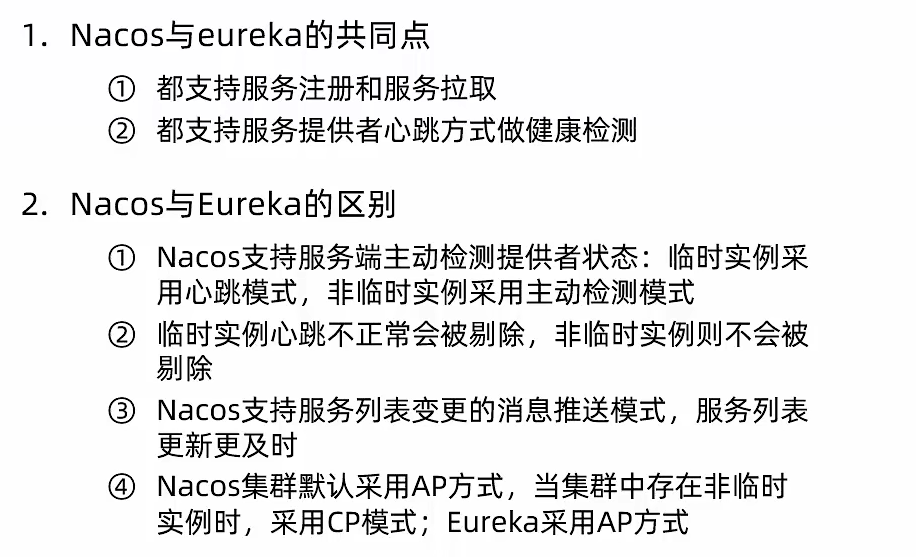 1. Nacos与eureka的共同点
① 都支持服务注册和服务拉取
② 都支持服务提供者心跳方式做健康检测
2. Nacos与Eureka的区别
① Nacos支持服务端主动检测提供者状态：临时实例采
用心跳模式，非临时实例采用主动检测模式
② 临时实例心跳不正常会被剔除，非临时实例则不会被
剔除
③ Nacos支持服务列表变更的消息推送模式，服务列表
更新更及时
④ Nacos集群默认采用AP方式，当集群中存在非临时
实例时，采用CP模式；Eureka采用AP方式